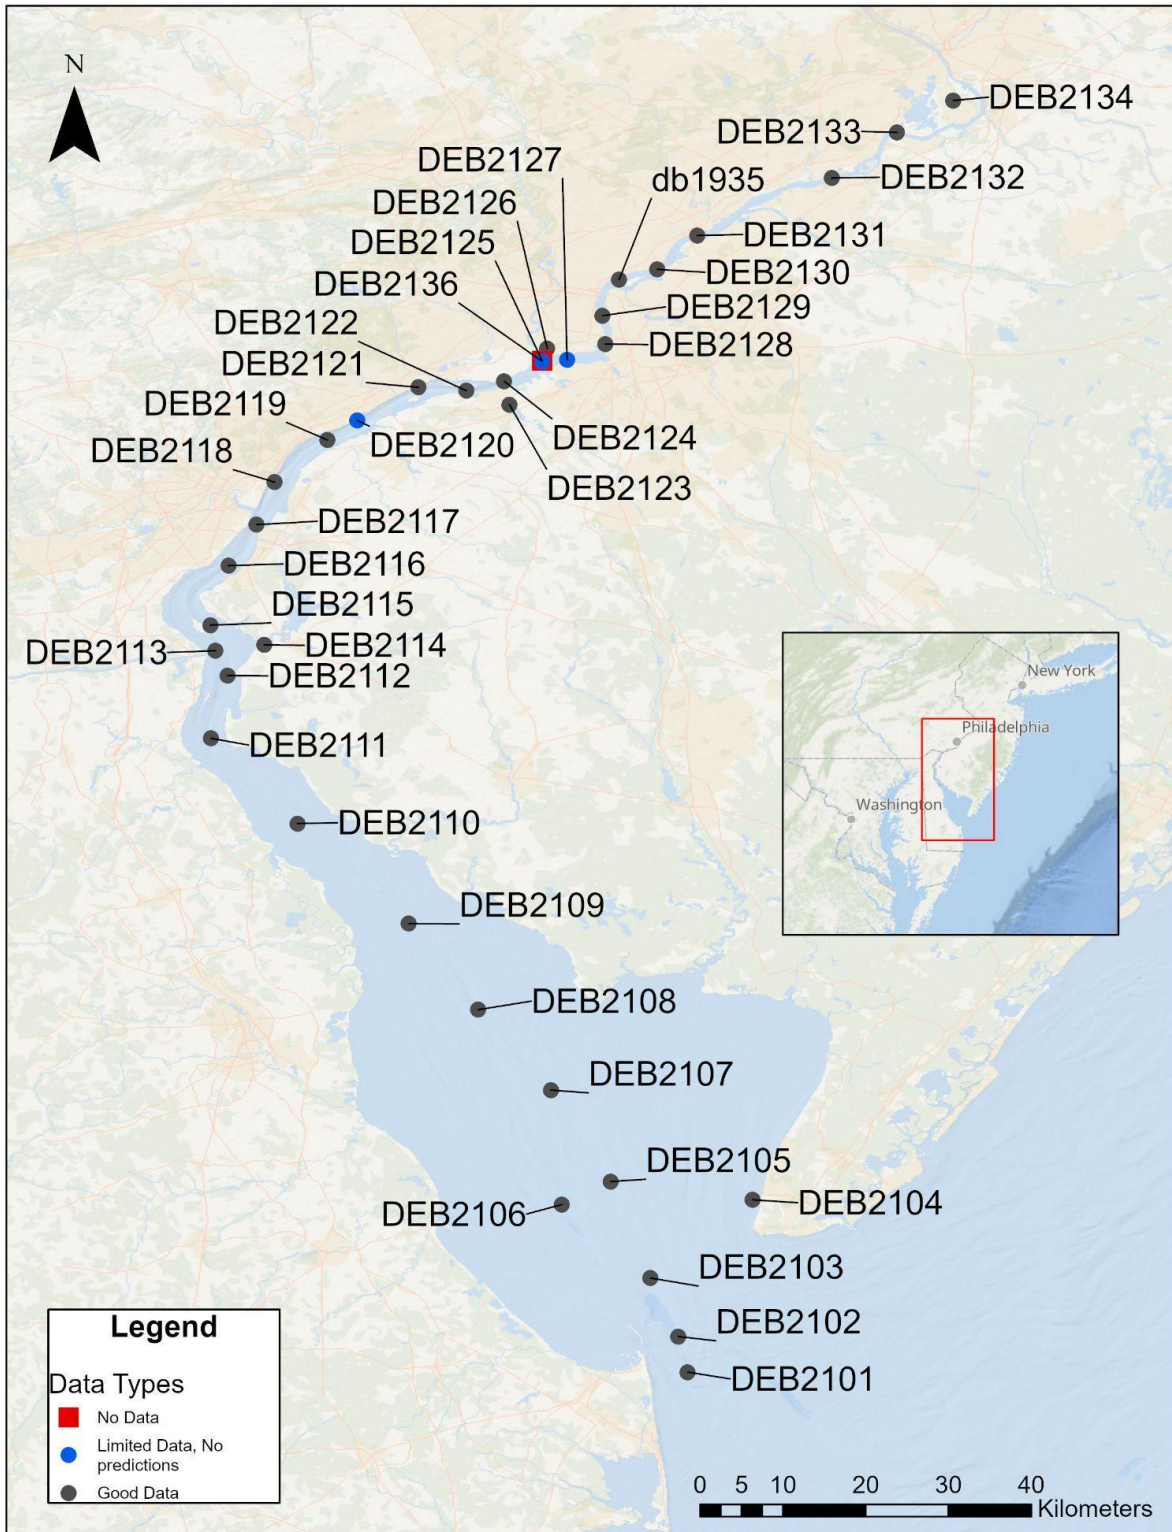 N
DEB2134
DEB2133
DEB2127
db1935
DEB2132
DEB2126
DEB2125
DEB2131
DEB2136
DEB2130
DEB2122
DEB2129
DEB2121
DEB2128
DEB2119
DEB2120
DEB2124
DEB2118
DEB2123
DEB2117
DEB2116
DEB2115
DEB2113
DEB2114
DEB2112
DEB2111
DEB2110
DEB2109
DEB2108
DEB2107
DEB2105
DEB2106
DEB2104
DEB2103
DEB2102
DEB2101
New York
Philadelphia
Washington
Legend
Data Types
No Data
Limited Data, No
predictions
Good Data
0 5 10 20 30 40
Kilometers